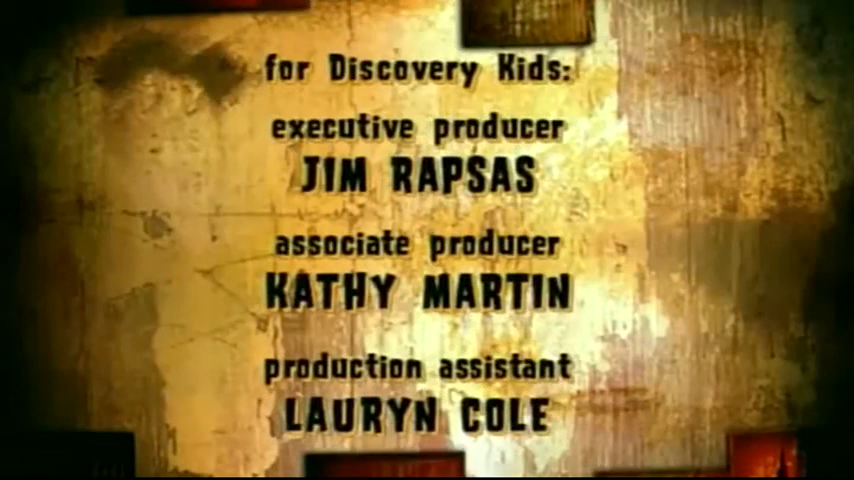 for Discovery Kids:
executive producer
JIM RAPSAS
associate producer
KATHY MARTIN
production assistant
LAURYN COLE